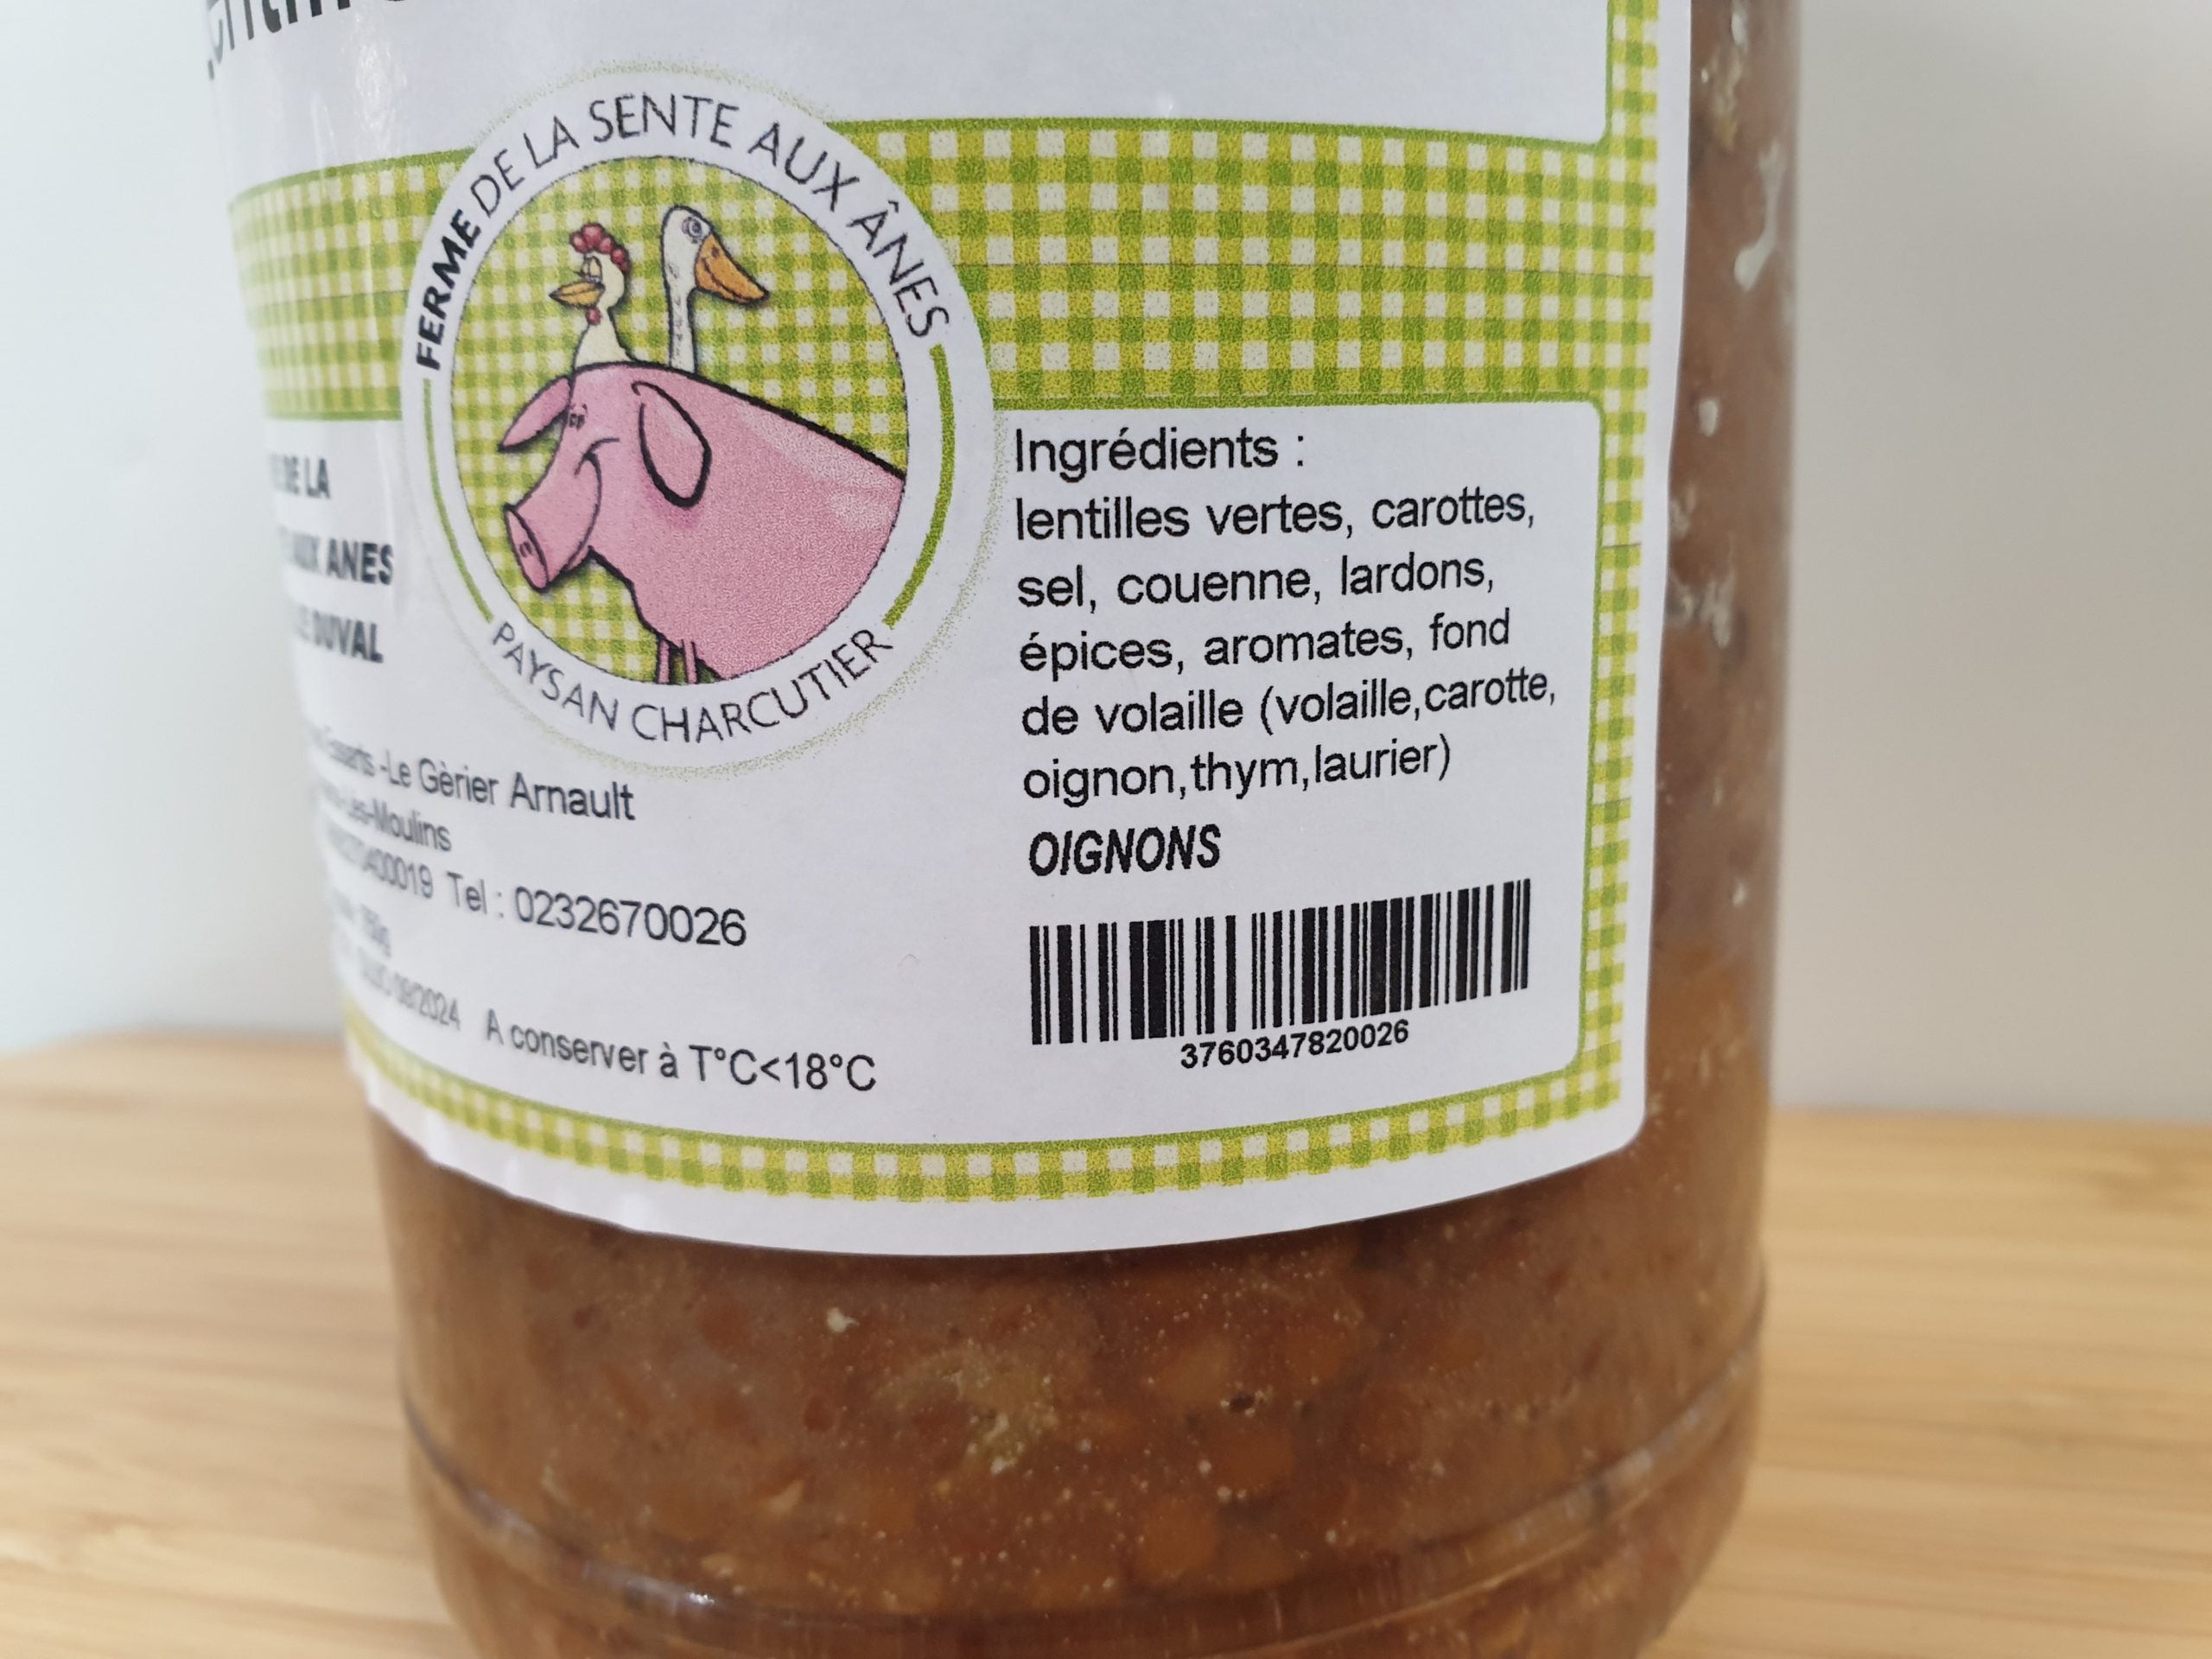 FERME DE LA SENTE AUX ÂNES
PAYSAN CHARCUTIER
DE LA
AUX ANES
DUVAL
-Le Gèrier Arnault
Les-Moulins
Tel : 0232670026
08/2024 A conserver à T°C<18°C
Ingrédients :
lentilles vertes, carottes,
sel, couenne, lardons,
épices, aromates, fond
de volaille (volaille,carotte,
oignon,thym,laurier)
OIGNONS
3760347820026